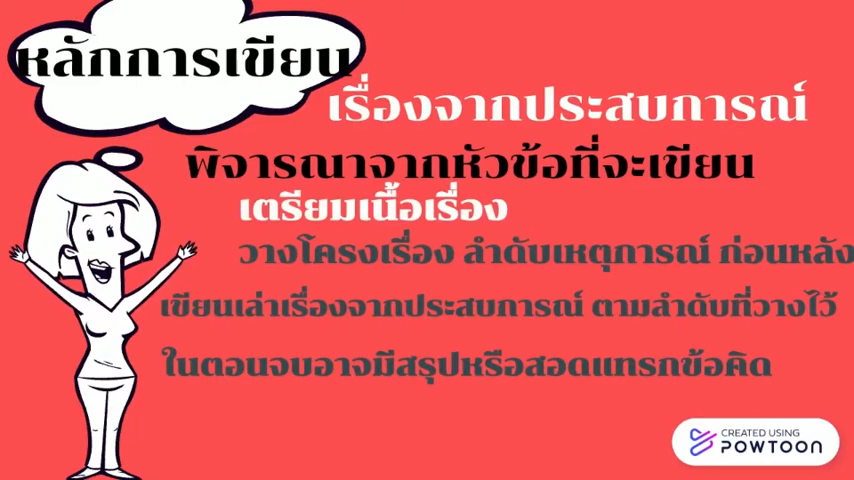 หลักการเขียน
เรื่องจากประสบการณ์
พิจารณาจากหัวข้อที่จะเขียน
เตรียมเนื้อเรื่อง
วางโครงเรื่อง ลำดับเหตุการณ์ ก่อนหลัง
เขียนเล่าเรื่องจากประสบการณ์ ตามลำดับที่วางไว้
ในตอนจบอาจมีสรุปหรือสอดแทรกข้อคิด
CREATED USING
POWTOON